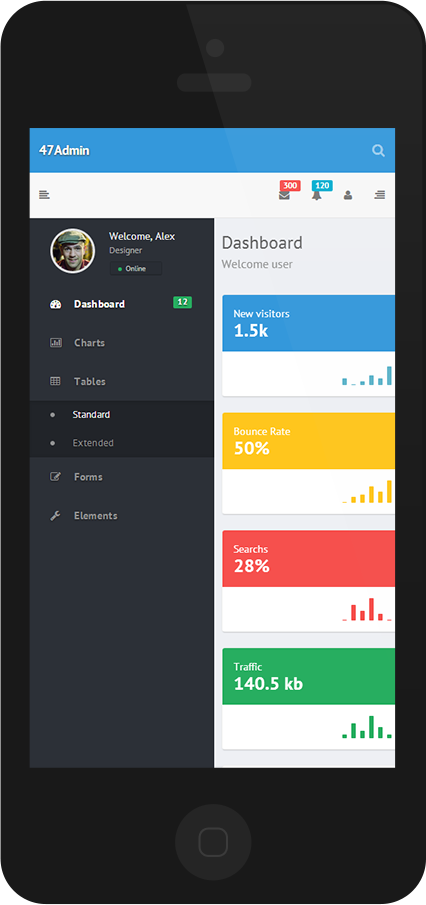 47Admin
300 120
Welcome, Alex
Designer
Online
Dashboard 12
Charts
Tables
Standard
Extended
Forms
Elements
Dashboard
Welcome user
New visitors
1.5k
Bounce Rate
50%
Searchs
28%
Traffic
140.5 kb